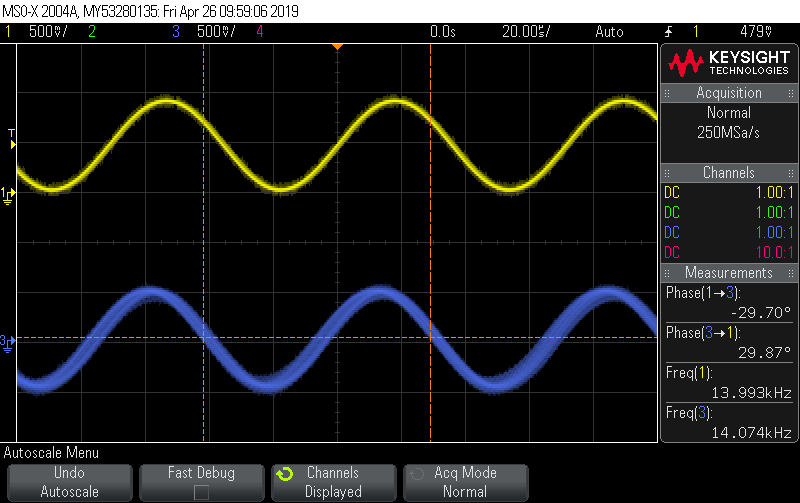 MSO-X 2004A, MY53280135: Fri Apr 26 09:59:06 2019
1 500mV/ 2 3 500mV/ 4 0.0s 20.00µs/ Auto 1 479mV
KEYSIGHT
TECHNOLOGIES
Acquisition
Normal
250MSa/s
Channels
DC 1.00:1
DC 1.00:1
DC 1.00:1
DC 10.0:1
Measurements
Phase(1→3):
-29.70°
Phase(3→1):
29.87°
Freq(1):
13.993kHz
Freq(3):
14.074kHz
T
1
3
Autoscale Menu
Undo
Autoscale
Fast Debug
Channels
Displayed
Acq Mode
Normal